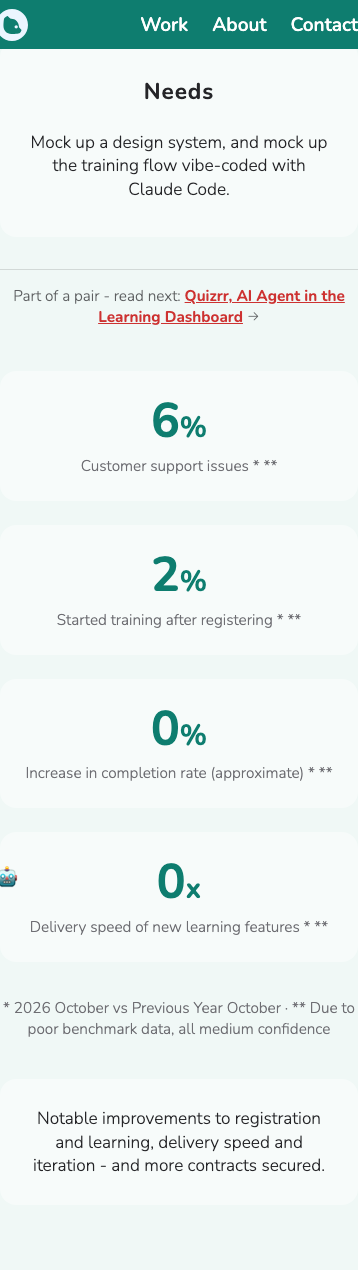 Work About Contact
Needs
Mock up a design system, and mock up
the training flow vibe-coded with
Claude Code.
Part of a pair - read next: Quizrr, AI Agent in the
Learning Dashboard →
6%
Customer support issues * **
2%
Started training after registering * **
0%
Increase in completion rate (approximate) * **
0x
Delivery speed of new learning features * **
* 2026 October vs Previous Year October · ** Due to
poor benchmark data, all medium confidence
Notable improvements to registration
and learning, delivery speed and
iteration - and more contracts secured.